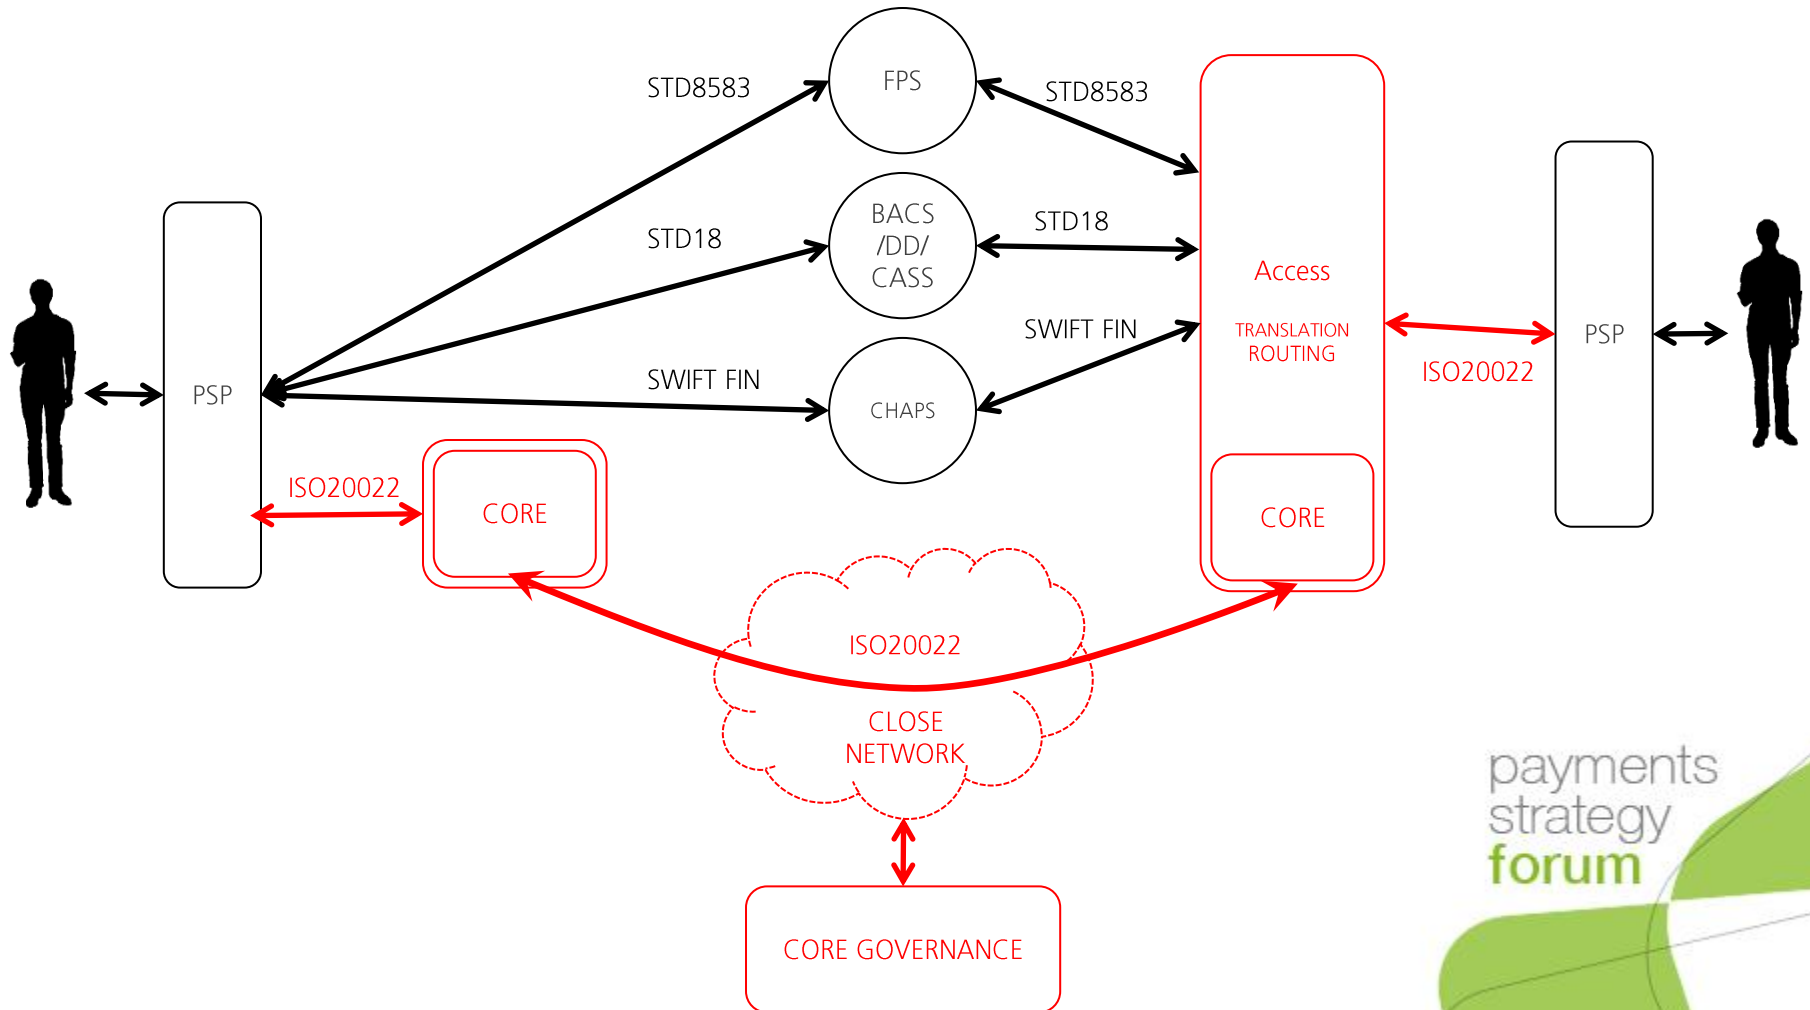 FPS
STD8583
STD8583
BACS
/DD/
CASS
STD18
STD18
Access
TRANSLATION
ROUTING
SWIFT FIN
PSP
ISO20022
SWIFT FIN
CHAPS
PSP
ISO20022
CORE
CORE
ISO20022
CLOSE
NETWORK
CORE GOVERNANCE
payments
strategy
forum